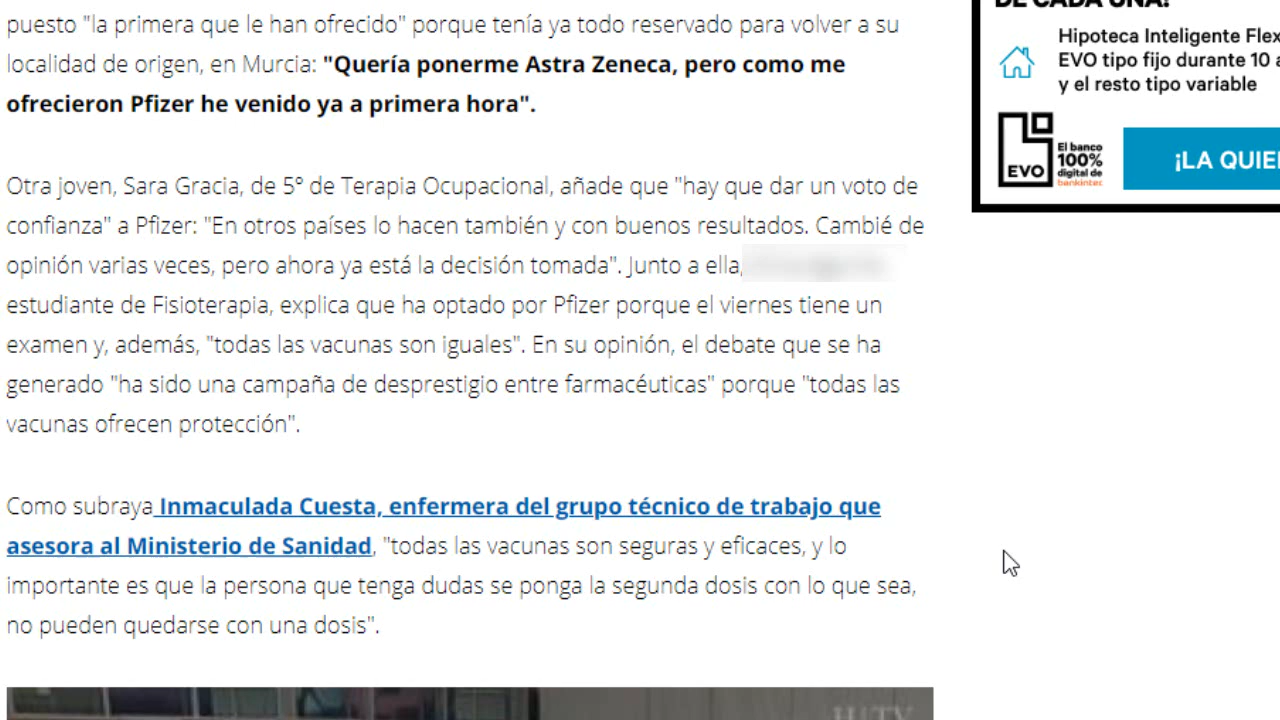 puesto "la primera que le han ofrecido" porque tenía ya todo reservado para volver a su
localidad de origen, en Murcia: "Quería ponerme Astra Zeneca, pero como me
ofrecieron Pfizer he venido ya a primera hora".
Otra joven, Sara Gracia, de 5º de Terapia Ocupacional, añade que "hay que dar un voto de
confianza" a Pfizer: "En otros países lo hacen también y con buenos resultados. Cambié de
opinión varias veces, pero ahora ya está la decisión tomada". Junto a ella,
estudiante de Fisioterapia, explica que ha optado por Pfizer porque el viernes tiene un
examen y, además, "todas las vacunas son iguales". En su opinión, el debate que se ha
generado "ha sido una campaña de desprestigio entre farmacéuticas" porque "todas las
vacunas ofrecen protección".
Como subraya Inmaculada Cuesta, enfermera del grupo técnico de trabajo que
asesora al Ministerio de Sanidad, "todas las vacunas son seguras y eficaces, y lo
importante es que la persona que tenga dudas se ponga la segunda dosis con lo que sea,
no pueden quedarse con una dosis".
DE CADA UNA!
Hipoteca Inteligente Flex
EVO tipo fijo durante 10 a
y el resto tipo variable
EVO
El banco
100%
digital de
bankinter
¡LA QUIE